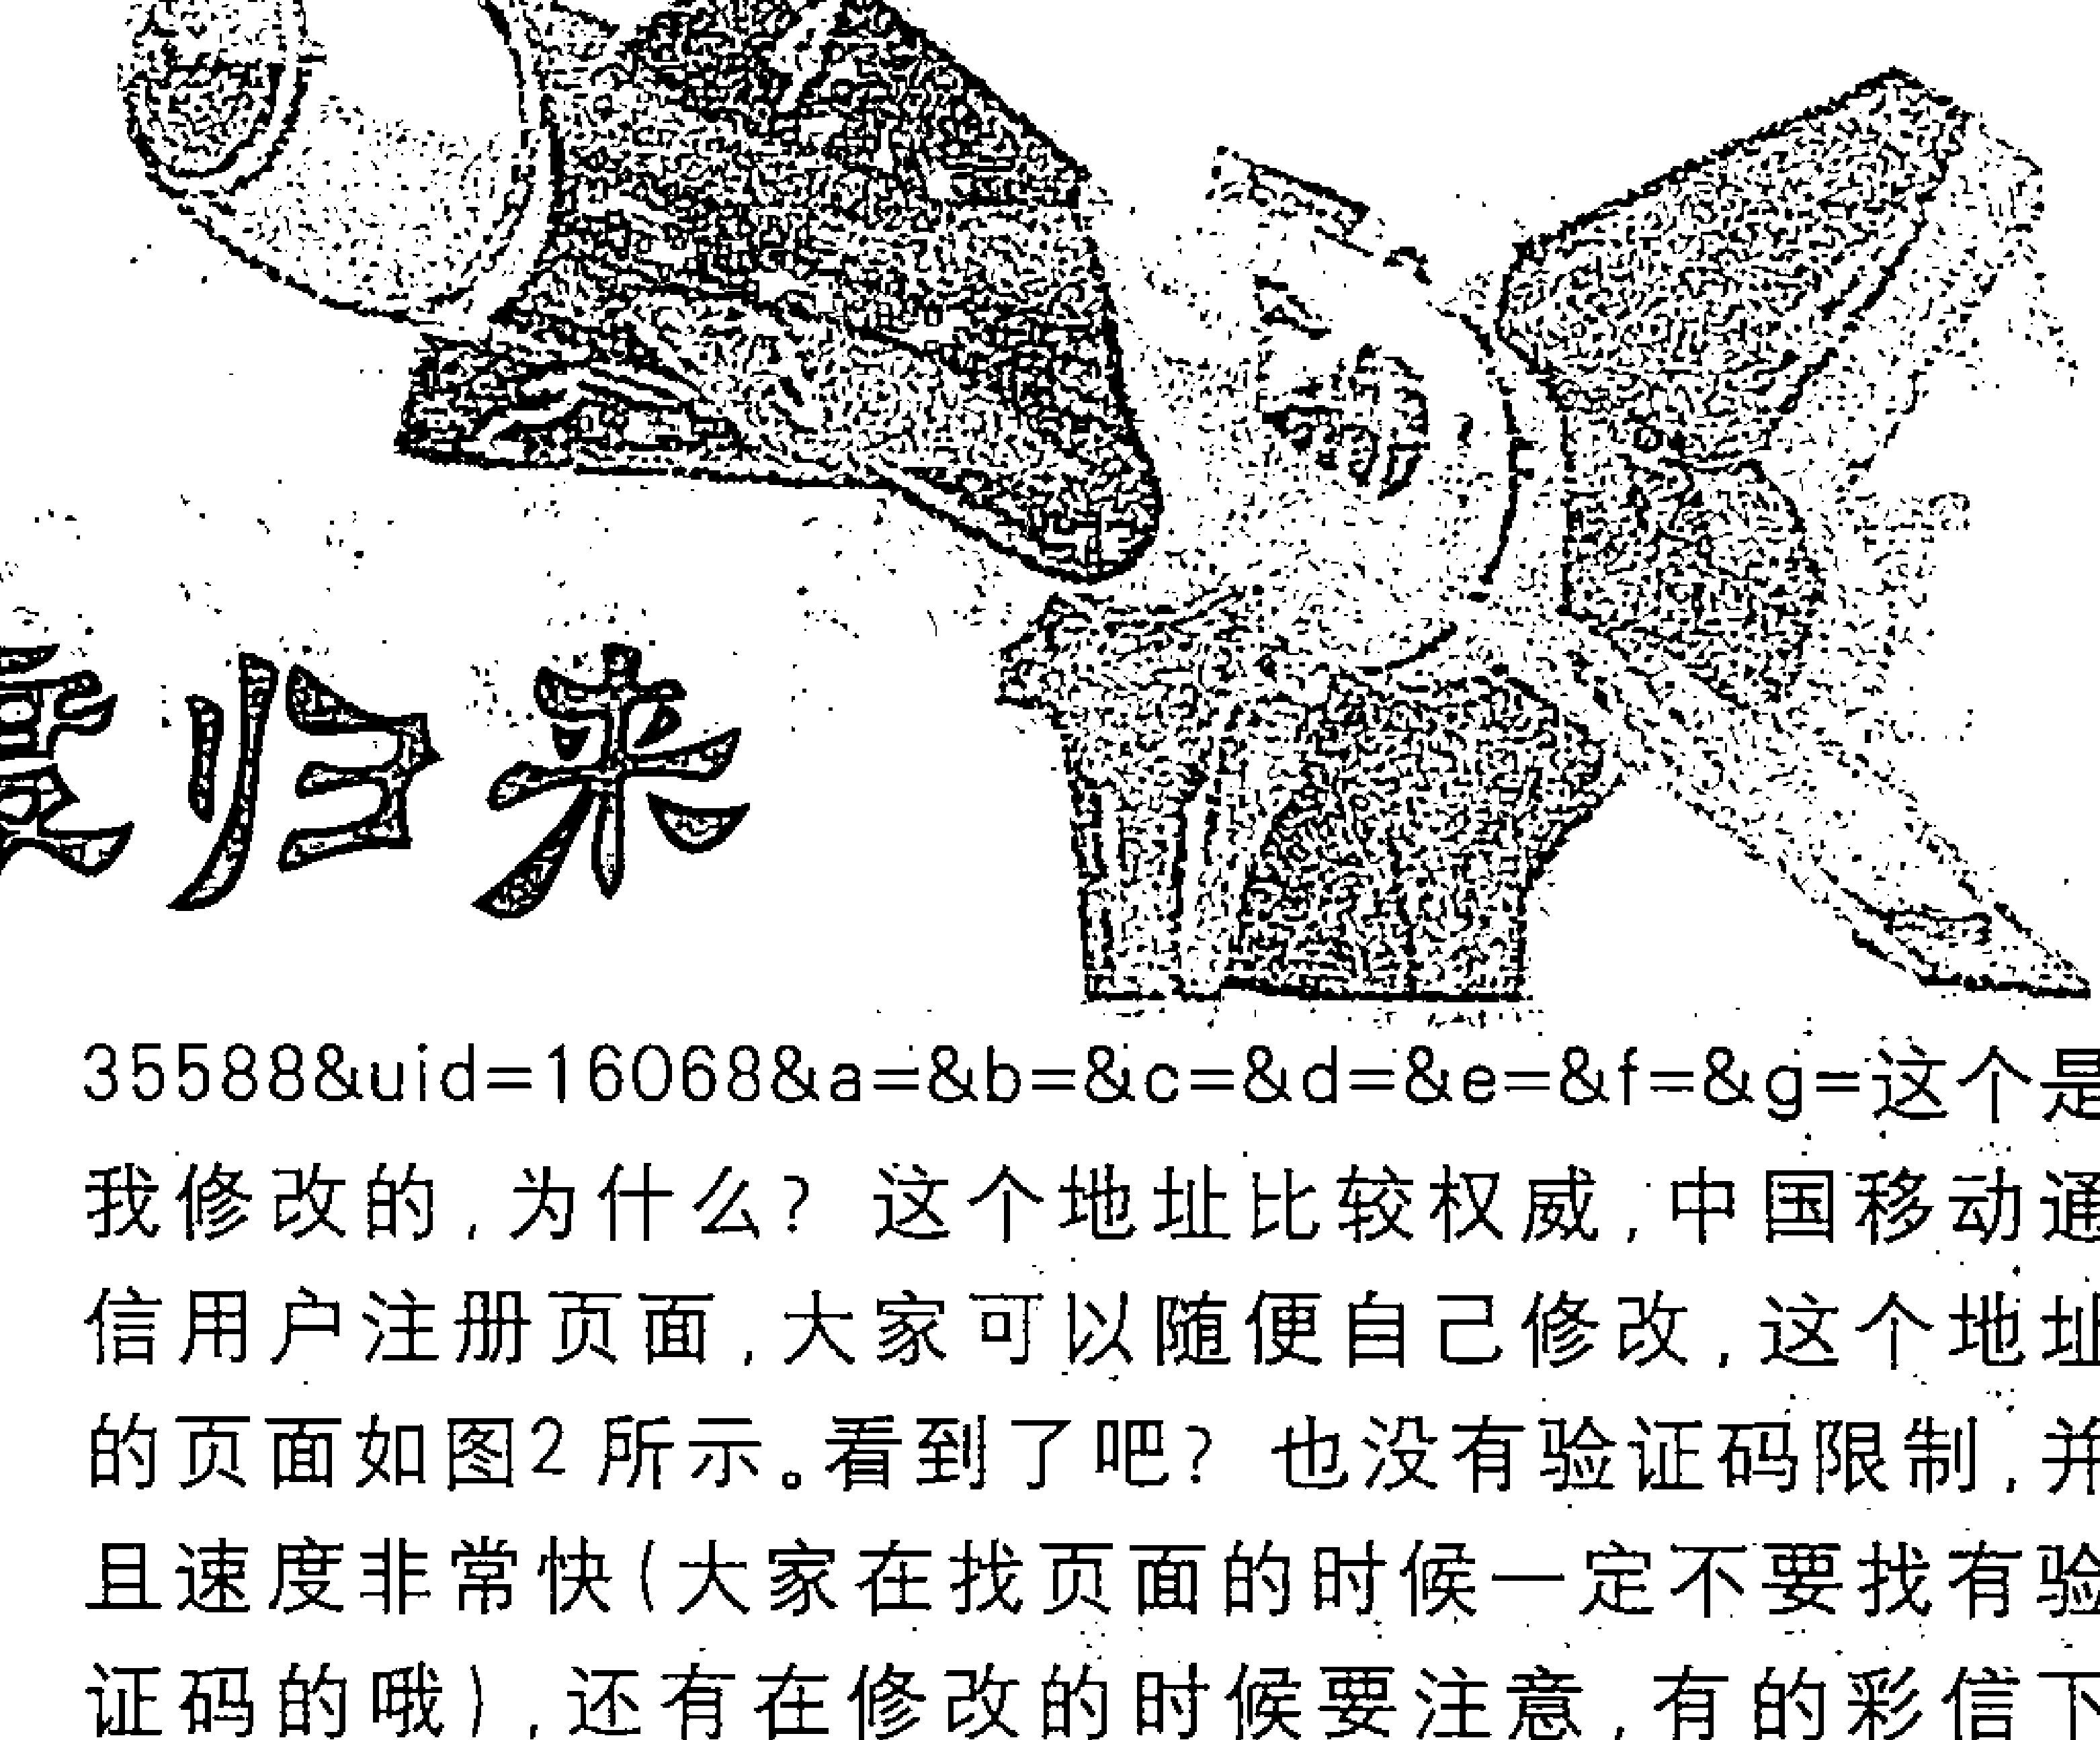 归来
35588&uid=16068&a=&b=&c=&d=&e=&f=&g=这个是
我修改的,为什么? 这个地址比较权威,中国移动通
信用户注册页面,大家可以随便自己修改,这个地址
的页面如图2 所示。看到了吧? 也没有验证码限制,并
且速度非常快(大家在找页面的时候一定不要找有验
证码的哦),还有在修改的时候要注意,有的彩信下